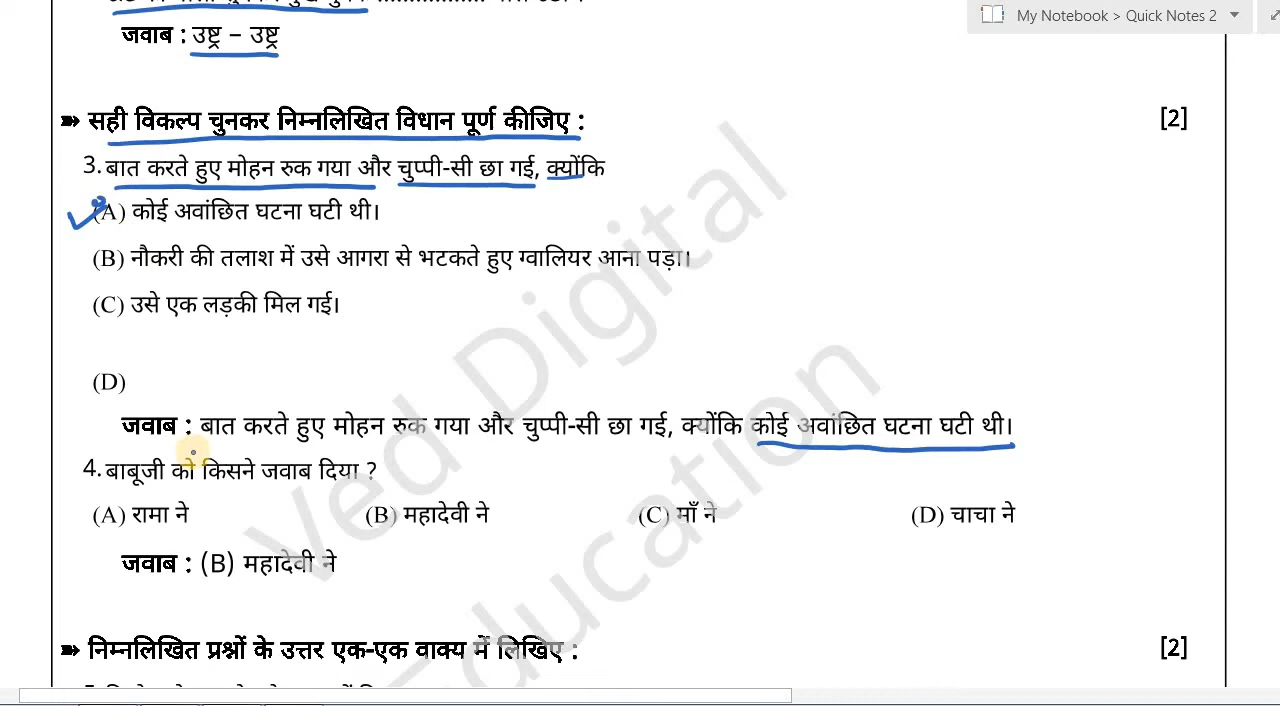 My Notebook > Quick Notes 2
जवाब : उष्ट्र – उष्ट्र
➽ सही विकल्प चुनकर निम्नलिखित विधान पूर्ण कीजिए : [2]
3. बात करते हुए मोहन रुक गया और चुप्पी-सी छा गई, क्योंकि
(A) कोई अवांछित घटना घटी थी।
(B) नौकरी की तलाश में उसे आगरा से भटकते हुए ग्वालियर आना पड़ा।
(C) उसे एक लड़की मिल गई।
(D)
जवाब : बात करते हुए मोहन रुक गया और चुप्पी-सी छा गई, क्योंकि कोई अवांछित घटना घटी थी।
4. बाबूजी को किसने जवाब दिया ?
(A) रामा ने (B) महादेवी ने (C) माँ ने (D) चाचा ने
जवाब : (B) महादेवी ने
➽ निम्नलिखित प्रश्नों के उत्तर एक-एक वाक्य में लिखिए : [2]
Ved Digital
Education